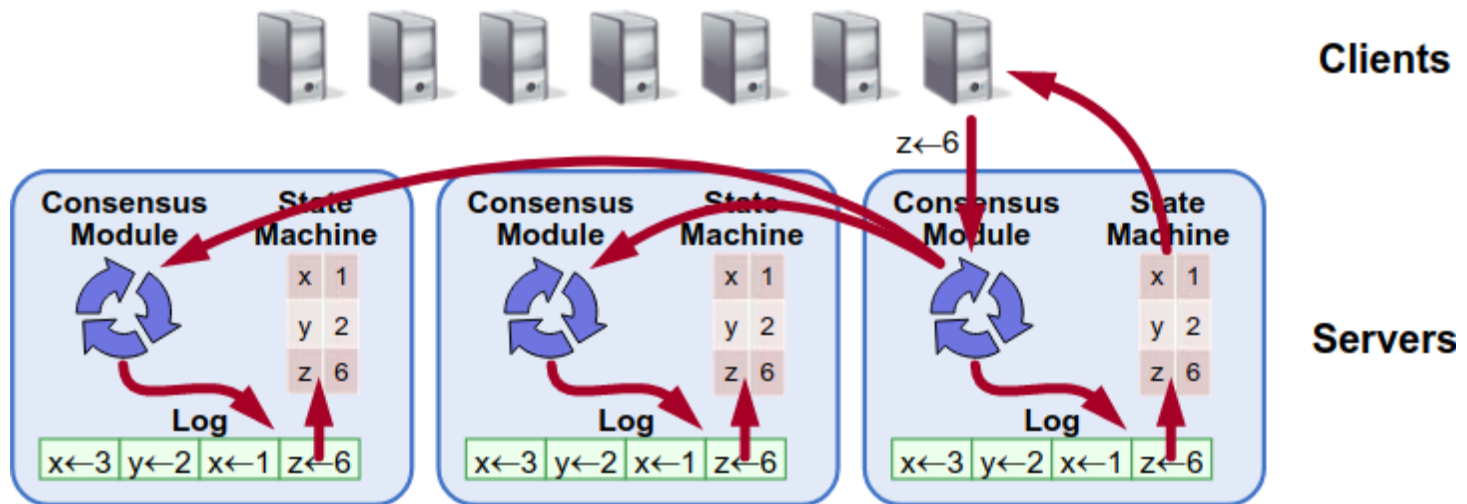 Clients
z←6
Consensus Module
State Machine
x 1
y 2
z 6
Log
x←3 y←2 x←1 z←6
Consensus Module
State Machine
x 1
y 2
z 6
Log
x←3 y←2 x←1 z←6
Consensus Module
State Machine
x 1
y 2
z 6
Log
x←3 y←2 x←1 z←6
Servers